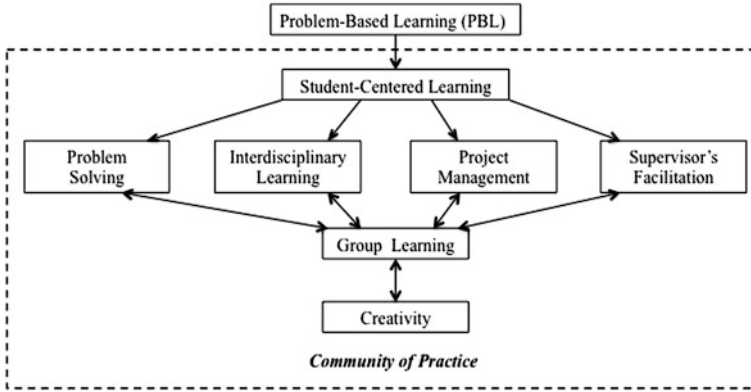 Problem-Based Learning (PBL)
Student-Centered Learning
Problem
Solving
Interdisciplinary
Learning
Project
Management
Supervisor's
Facilitation
Group Learning
Creativity
Community of Practice